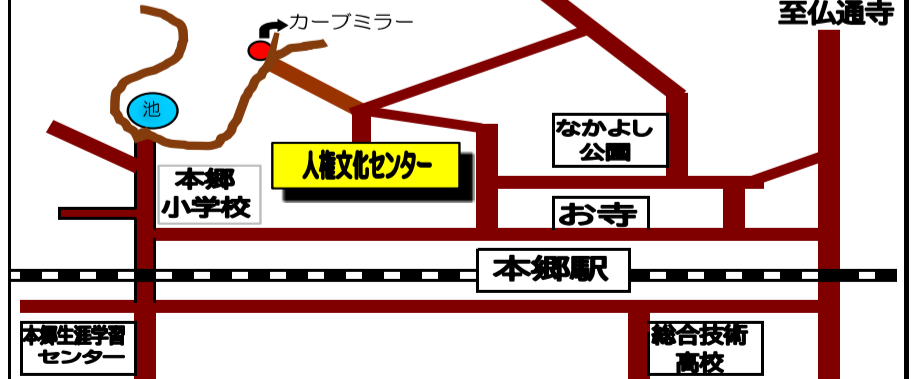 至仏通寺
カーブミラー
池
なかよし
公園
人権文化センター
本郷
小学校
お寺
本郷駅
本郷生涯学習
センター
総合技術
高校